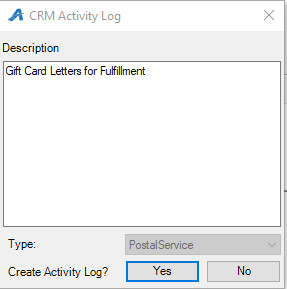 CRM Activity Log
Description
Gift Card Letters for Fulfillment
Type: PostalService
Create Activity Log? Yes No